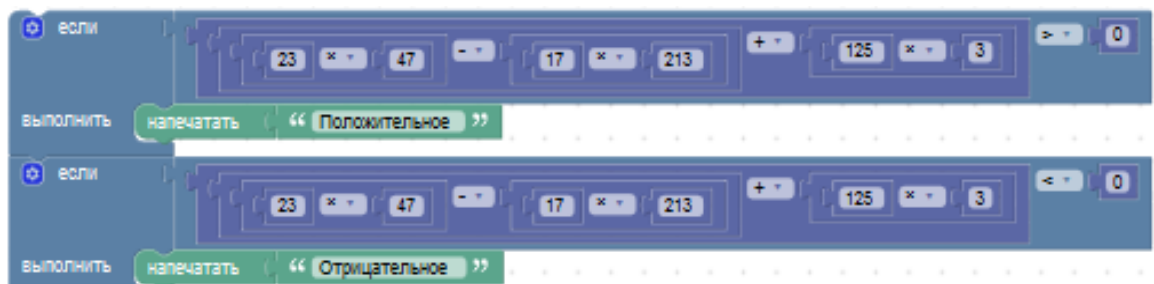 если 23 × 47 - 17 × 213 + 125 × 3 > 0
выполнить напечатать “ Положительное ”
если 23 × 47 - 17 × 213 + 125 × 3 < 0
выполнить напечатать “ Отрицательное ”